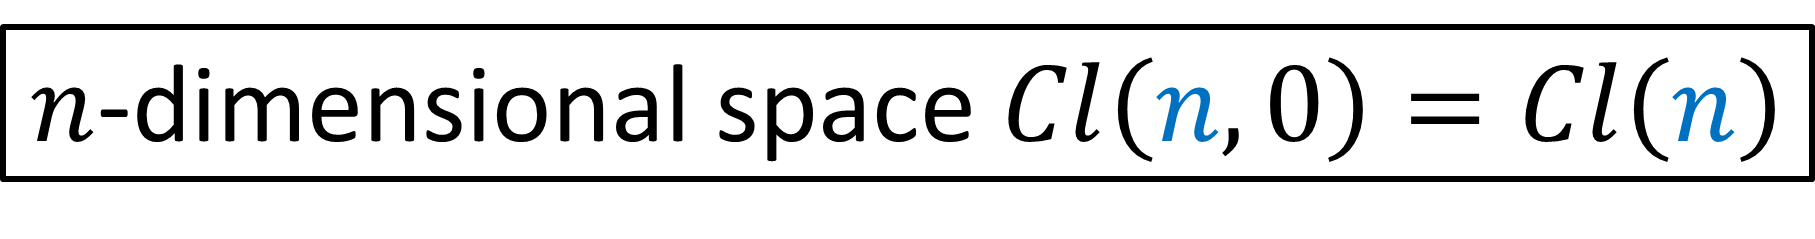 n-dimensional space Cl(n, 0) = Cl(n)